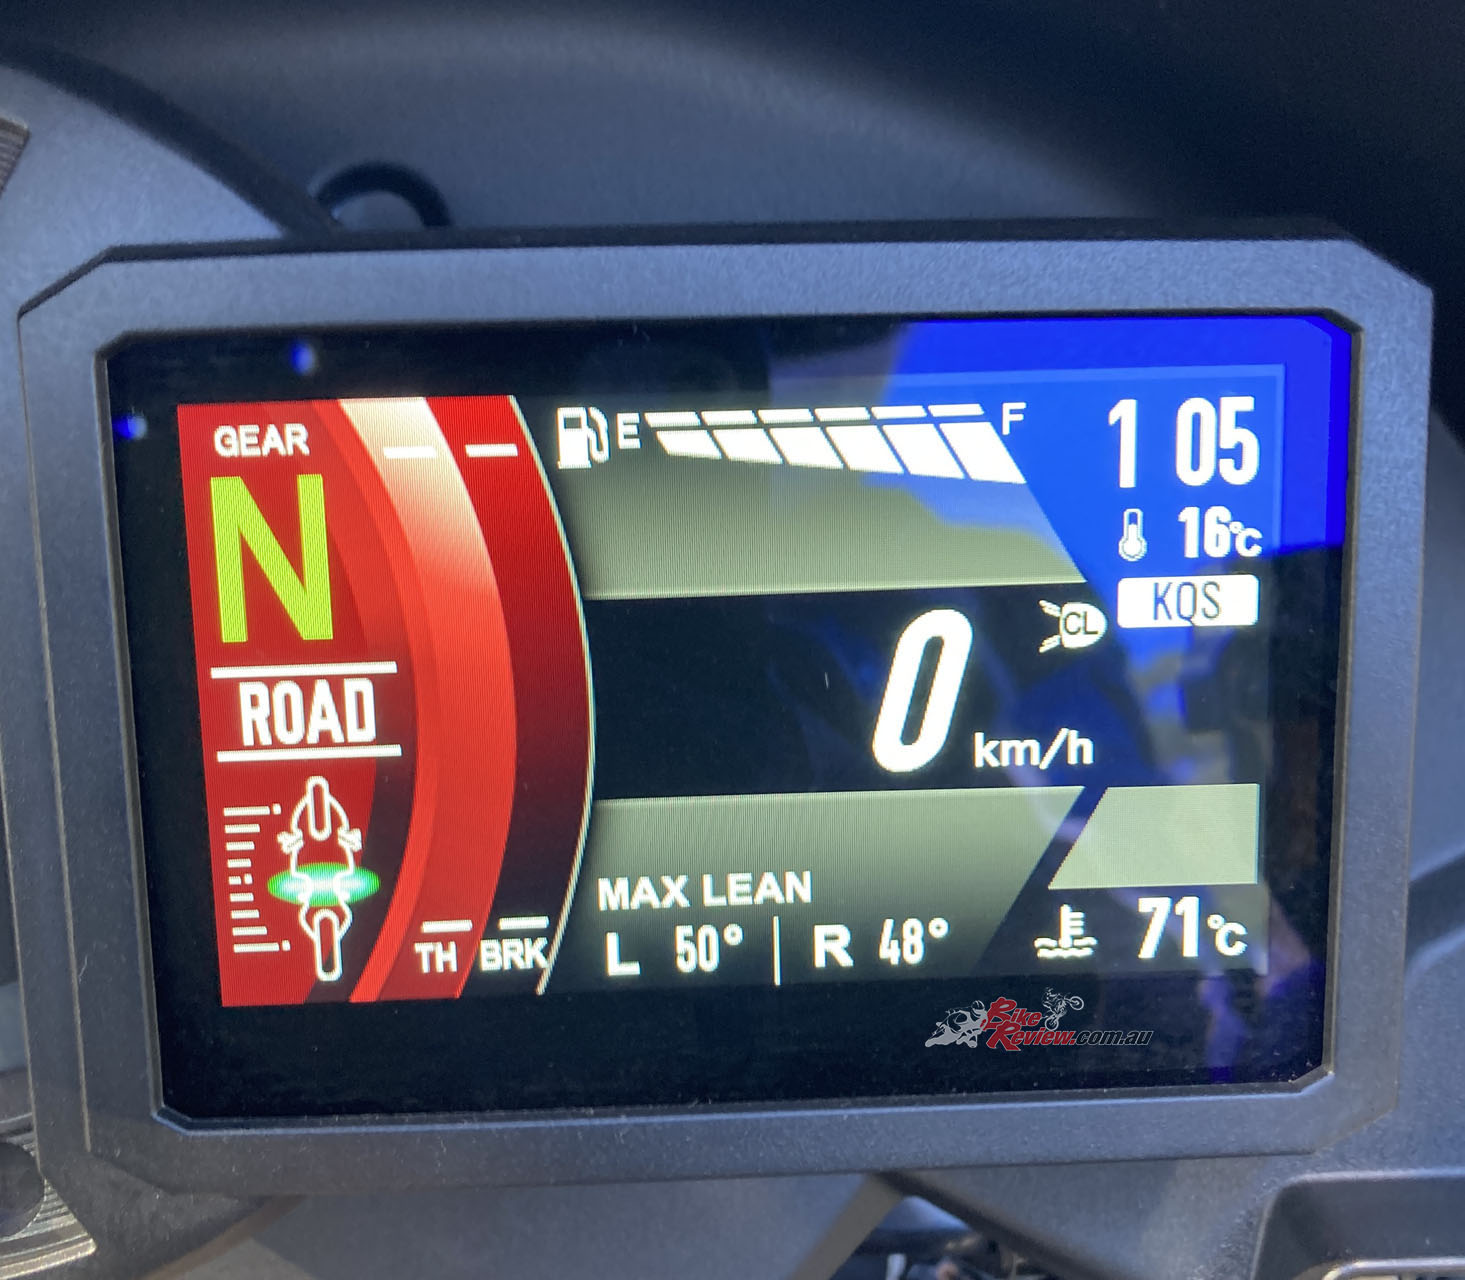 GEAR
N
ROAD
E F
1 05
16°C
KQS
CL
0 km/h
TH BRK
MAX LEAN
L 50° R 48°
71°C
BikeReview.com.au